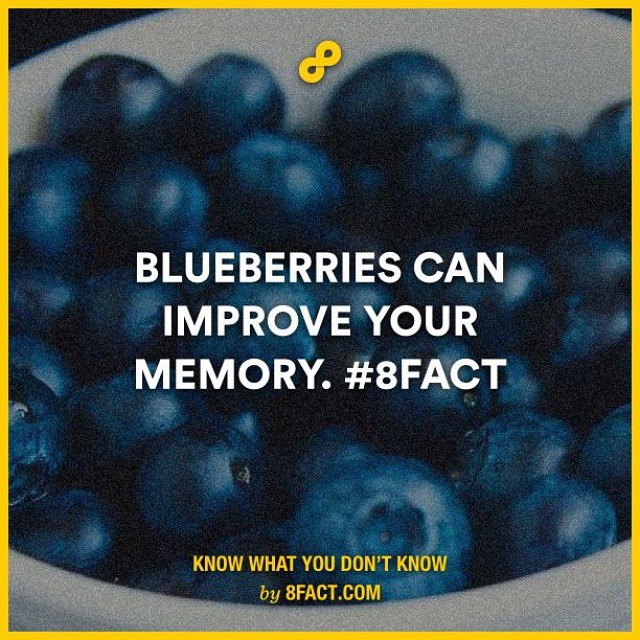 BLUEBERRIES CAN
IMPROVE YOUR
MEMORY. #8FACT
KNOW WHAT YOU DON'T KNOW
by 8FACT.COM